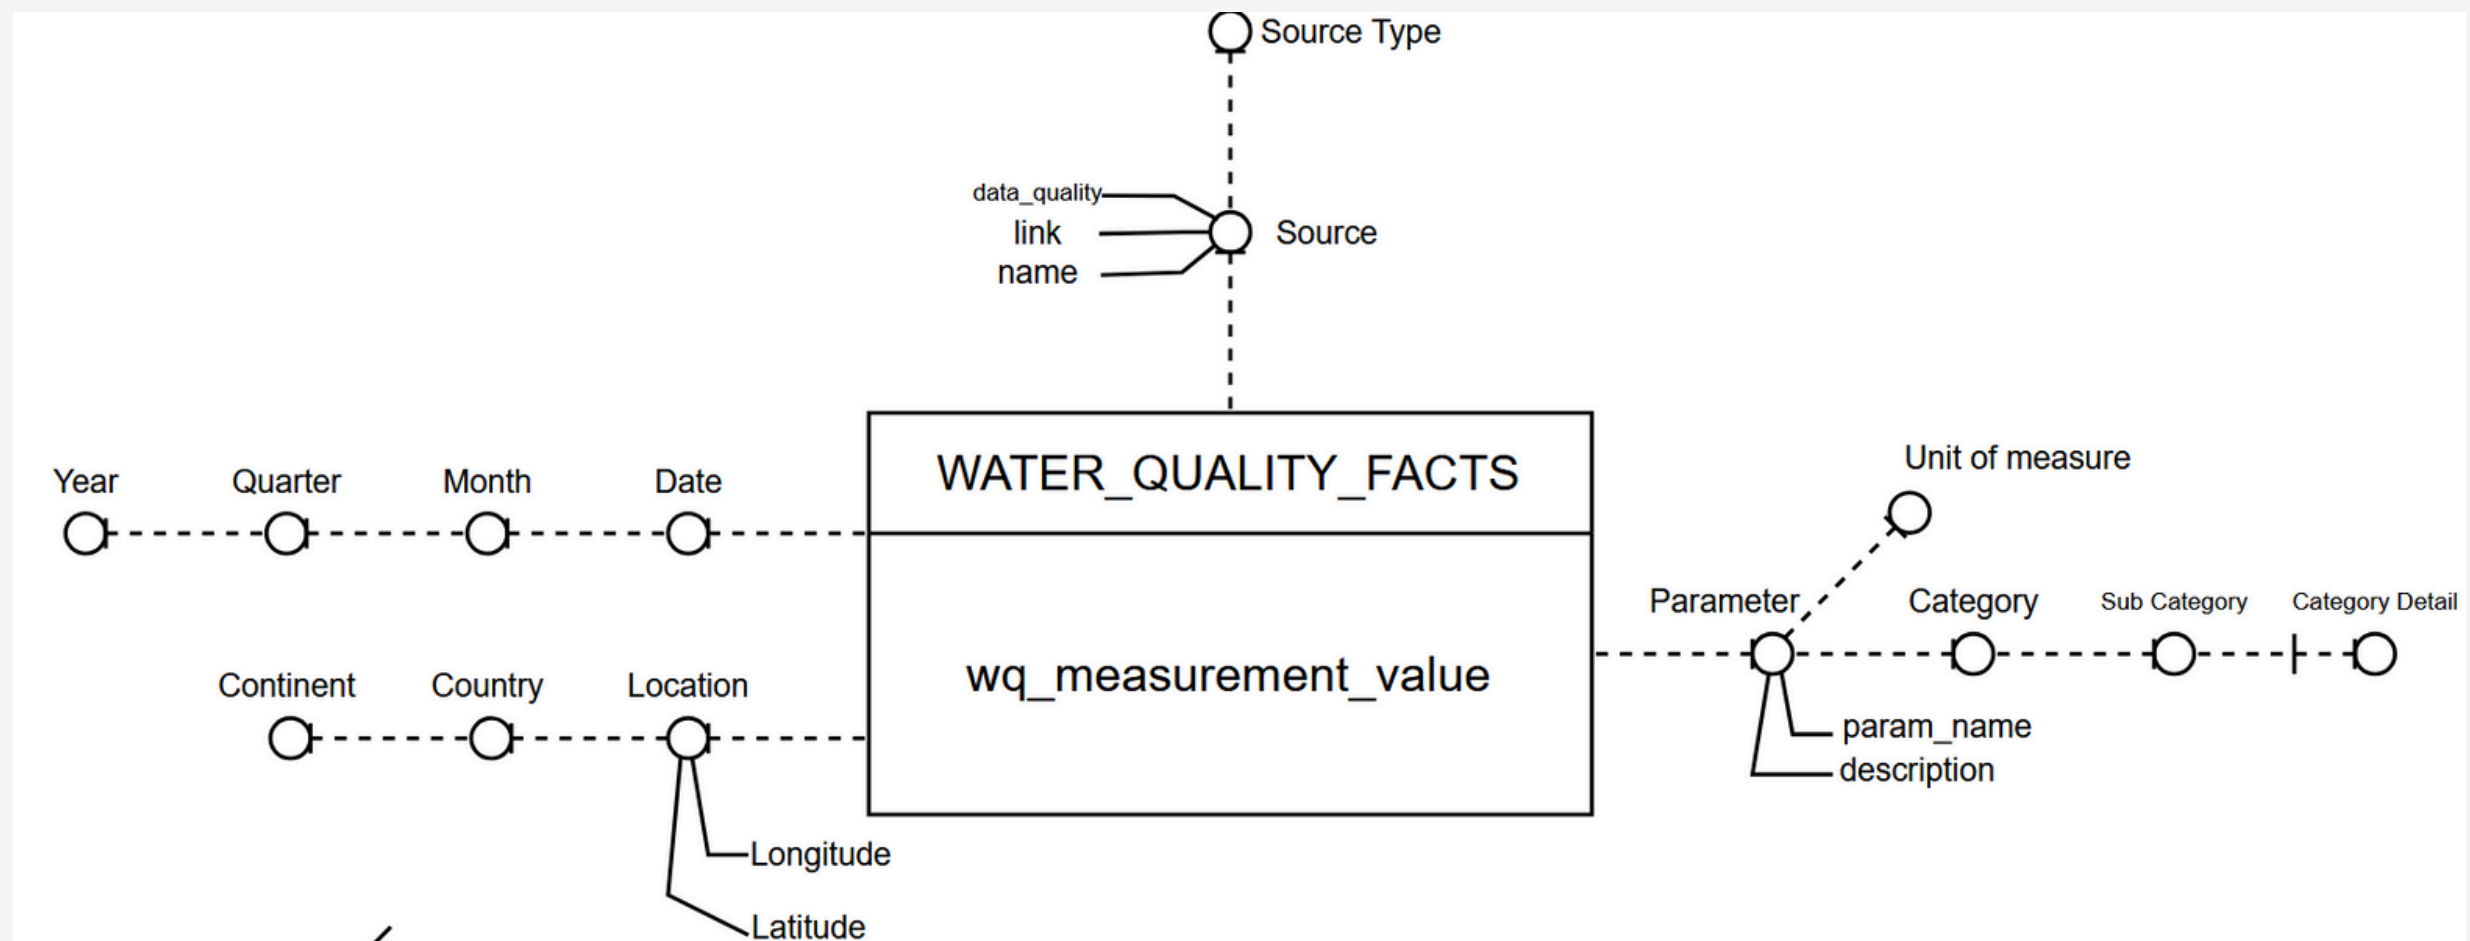 Source Type
data_quality
link
Source
name
WATER_QUALITY_FACTS
Year
Quarter
Month
Date
Unit of measure
Parameter
Category
Sub Category
Category Detail
wq_measurement_value
Continent
Country
Location
param_name
description
Longitude
Latitude